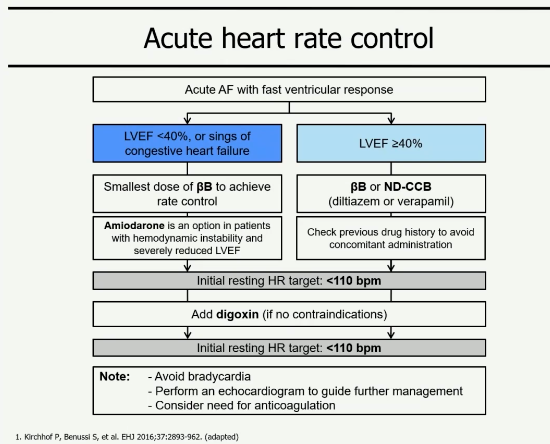 Acute heart rate control
Acute AF with fast ventricular response
LVEF <40%, or sings of
congestive heart failure
LVEF ≥40%
Smallest dose of βB to achieve
rate control
βB or ND-CCB
(diltiazem or verapamil)
Amiodarone is an option in patients
with hemodynamic instability and
severely reduced LVEF
Check previous drug history to avoid
concomitant administration
Initial resting HR target: <110 bpm
Add digoxin (if no contraindications)
Initial resting HR target: <110 bpm
Note: - Avoid bradycardia
- Perform an echocardiogram to guide further management
- Consider need for anticoagulation
1. Kirchhof P, Benussi S, et al. EHJ 2016;37:2893-962. (adapted)